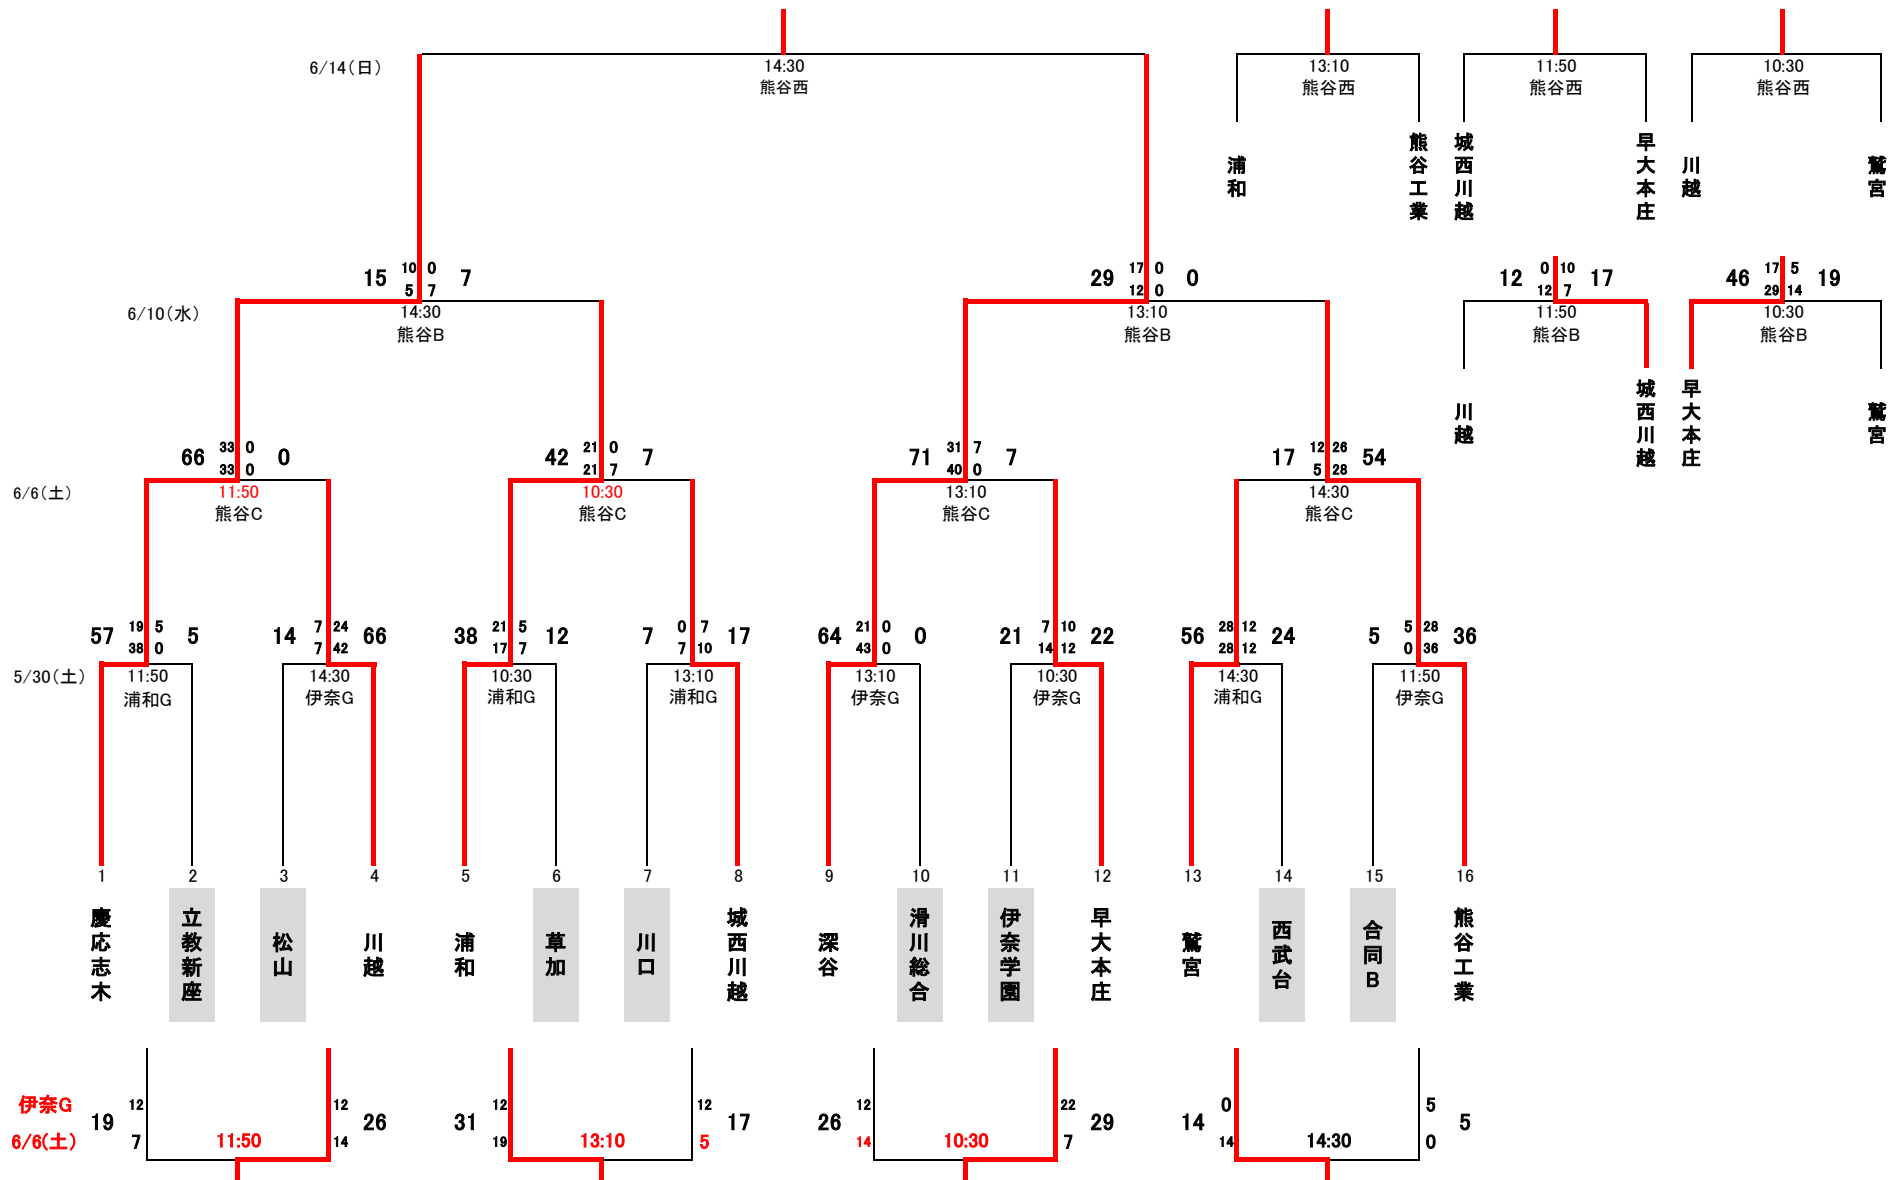 6/14(日)
14:30
熊谷西
13:10
熊谷西
11:50
熊谷西
10:30
熊谷西
浦和
熊谷工業
城西川越
早大本庄
川越
鷲宮
15
10 0
5 7
7
29
17 0
12 0
0
12
0 10
12 7
17
46
17 5
29 14
19
6/10(水)
14:30
熊谷B
13:10
熊谷B
11:50
熊谷B
10:30
熊谷B
川越
城西川越
早大本庄
鷲宮
66
33 0
33 0
0
42
21 0
21 7
7
71
31 7
40 0
7
17
12 26
5 28
54
6/6(土)
11:50
熊谷C
10:30
熊谷C
13:10
熊谷C
14:30
熊谷C
57
19 5
38 0
5
14
7 24
7 42
66
38
21 5
17 7
12
7
0 7
7 10
17
64
21 0
43 0
0
21
7 10
14 12
22
56
28 12
28 12
24
5
5 28
0 36
36
5/30(土)
11:50
浦和G
14:30
伊奈G
10:30
浦和G
13:10
浦和G
13:10
伊奈G
10:30
伊奈G
14:30
浦和G
11:50
伊奈G
1 2 3 4 5 6 7 8 9 10 11 12 13 14 15 16
慶応志木
立教新座
松山
川越
浦和
草加
川口
城西川越
深谷
滑川総合
伊奈学園
早大本庄
鷲宮
西武台
合同B
熊谷工業
伊奈G
6/6(土)
19
12
7
11:50
12
14
26
31
12
19
13:10
12
5
17
26
12
14
10:30
22
7
29
14
0
14
14:30
5
0
5